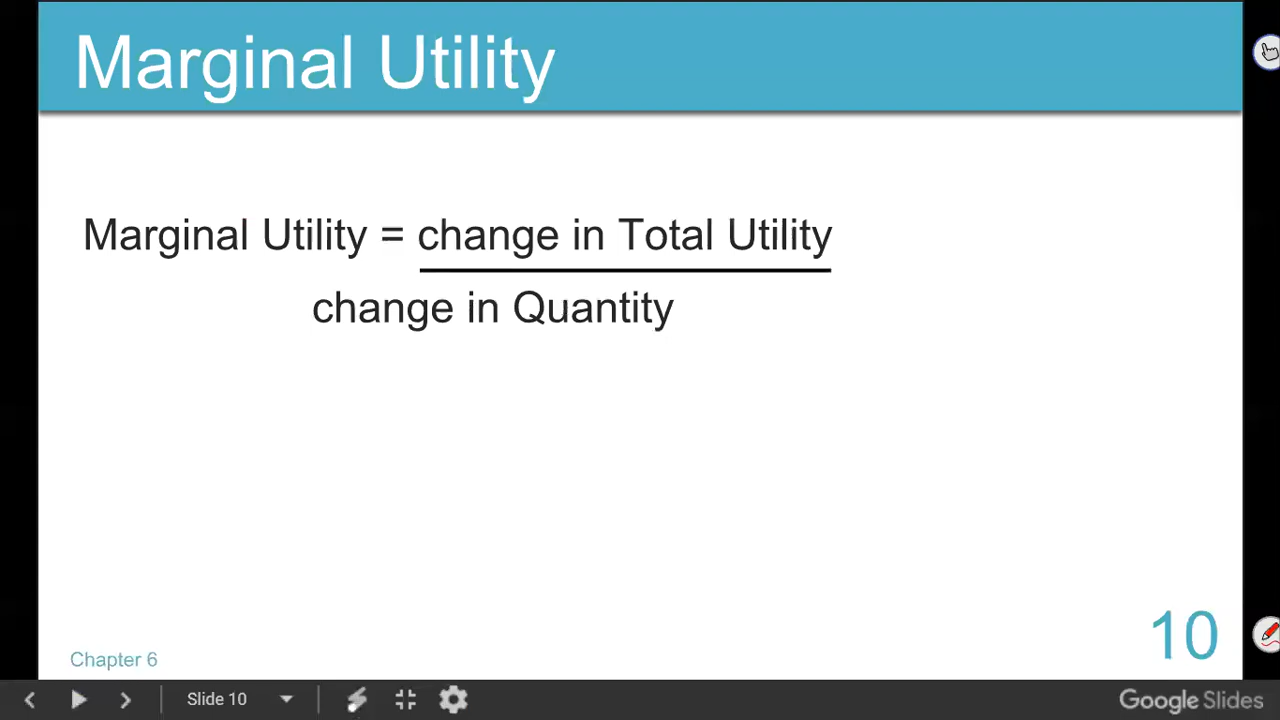 Marginal Utility
Marginal Utility = change in Total Utility
change in Quantity
10
Chapter 6
Slide 10
Google Slides